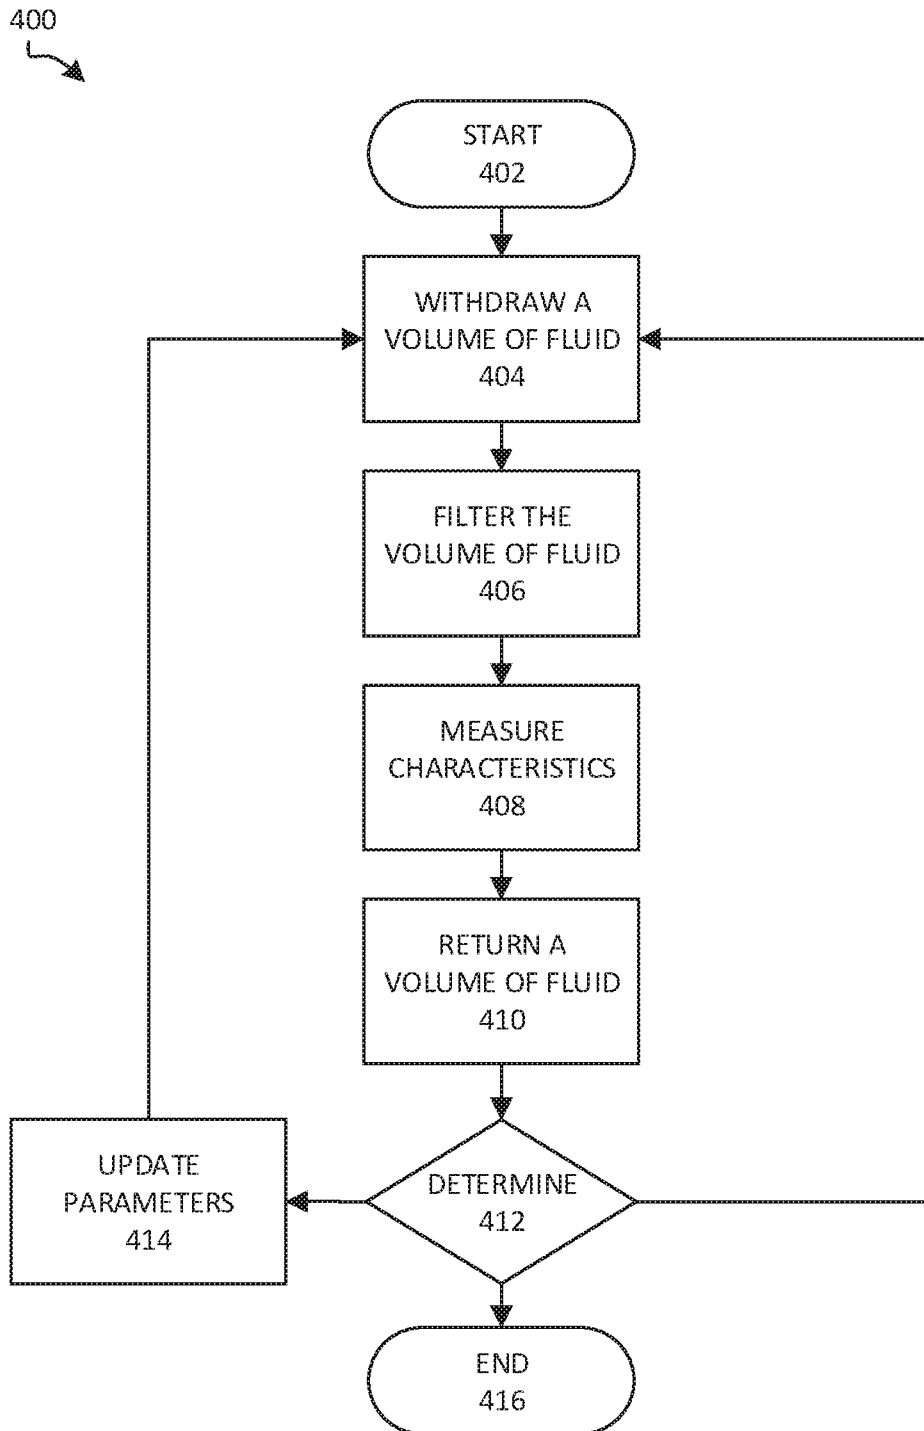 400
START
402
WITHDRAW A
VOLUME OF FLUID
404
FILTER THE
VOLUME OF FLUID
406
MEASURE
CHARACTERISTICS
408
RETURN A
VOLUME OF FLUID
410
DETERMINE
412
UPDATE
PARAMETERS
414
END
416